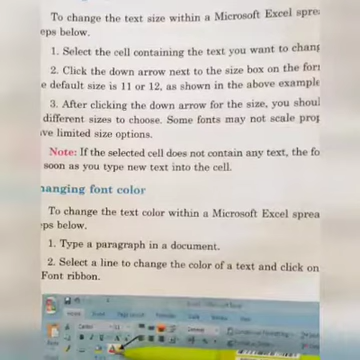 To change the text size within a Microsoft Excel sprea
eps below.
1. Select the cell containing the text you want to chang
2. Click the down arrow next to the size box on the form
e default size is 11 or 12, as shown in the above example
3. After clicking the down arrow for the size, you shoul
different sizes to choose. Some fonts may not scale prop
ve limited size options.
Note: If the selected cell does not contain any text, the fo
soon as you type new text into the cell.
hanging font color
To change the text color within a Microsoft Excel sprea
ps below.
1. Type a paragraph in a document.
2. Select a line to change the color of a text and click on
Font ribbon.